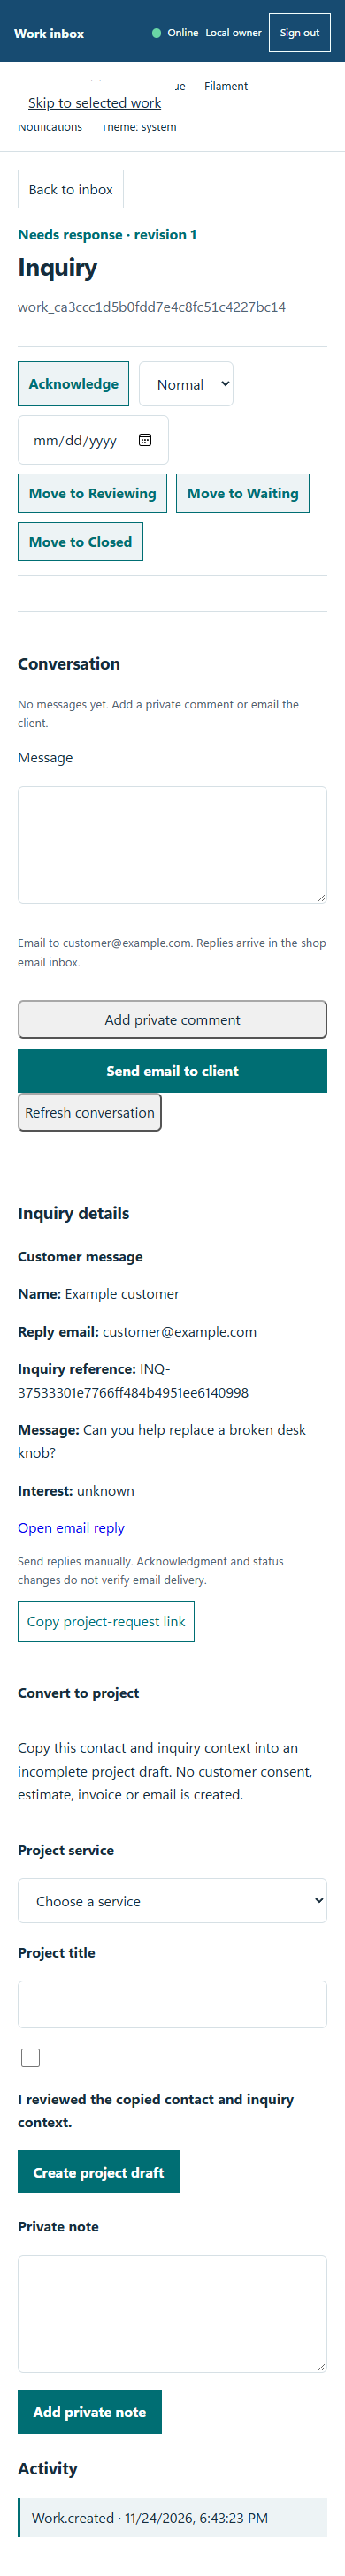 Work inbox
Online
Local owner
Sign out
Filament
Skip to selected work
Notifications
Theme: system
Back to inbox
Needs response · revision 1
Inquiry
work_ca3ccc1d5b0fdd7e4c8fc51c4227bc14
Acknowledge
Normal
mm/dd/yyyy
Move to Reviewing
Move to Waiting
Move to Closed
Conversation
No messages yet. Add a private comment or email the
client.
Message
Email to customer@example.com. Replies arrive in the shop
email inbox.
Add private comment
Send email to client
Refresh conversation
Inquiry details
Customer message
Name: Example customer
Reply email: customer@example.com
Inquiry reference: INQ-
37533301e7766ff484b4951ee6140998
Message: Can you help replace a broken desk
knob?
Interest: unknown
Open email reply
Send replies manually. Acknowledgment and status
changes do not verify email delivery.
Copy project-request link
Convert to project
Copy this contact and inquiry context into an
incomplete project draft. No customer consent,
estimate, invoice or email is created.
Project service
Choose a service
Project title
I reviewed the copied contact and inquiry
context.
Create project draft
Private note
Add private note
Activity
Work.created · 11/24/2026, 6:43:23 PM